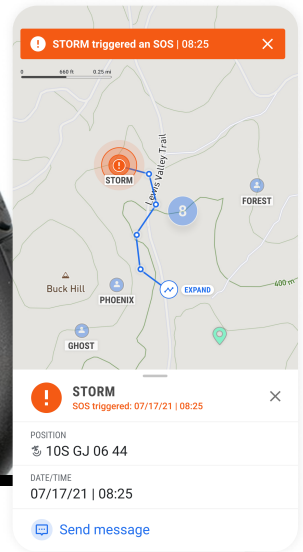 STORM triggered an SOS | 08:25
0 660 ft 0.25 mi
Lewis Valley Trail
STORM
8
FOREST
Buck Hill
PHOENIX
EXPAND
400 m
GHOST
STORM
SOS triggered: 07/17/21 | 08:25
POSITION
10S GJ 06 44
DATE/TIME
07/17/21 | 08:25
Send message